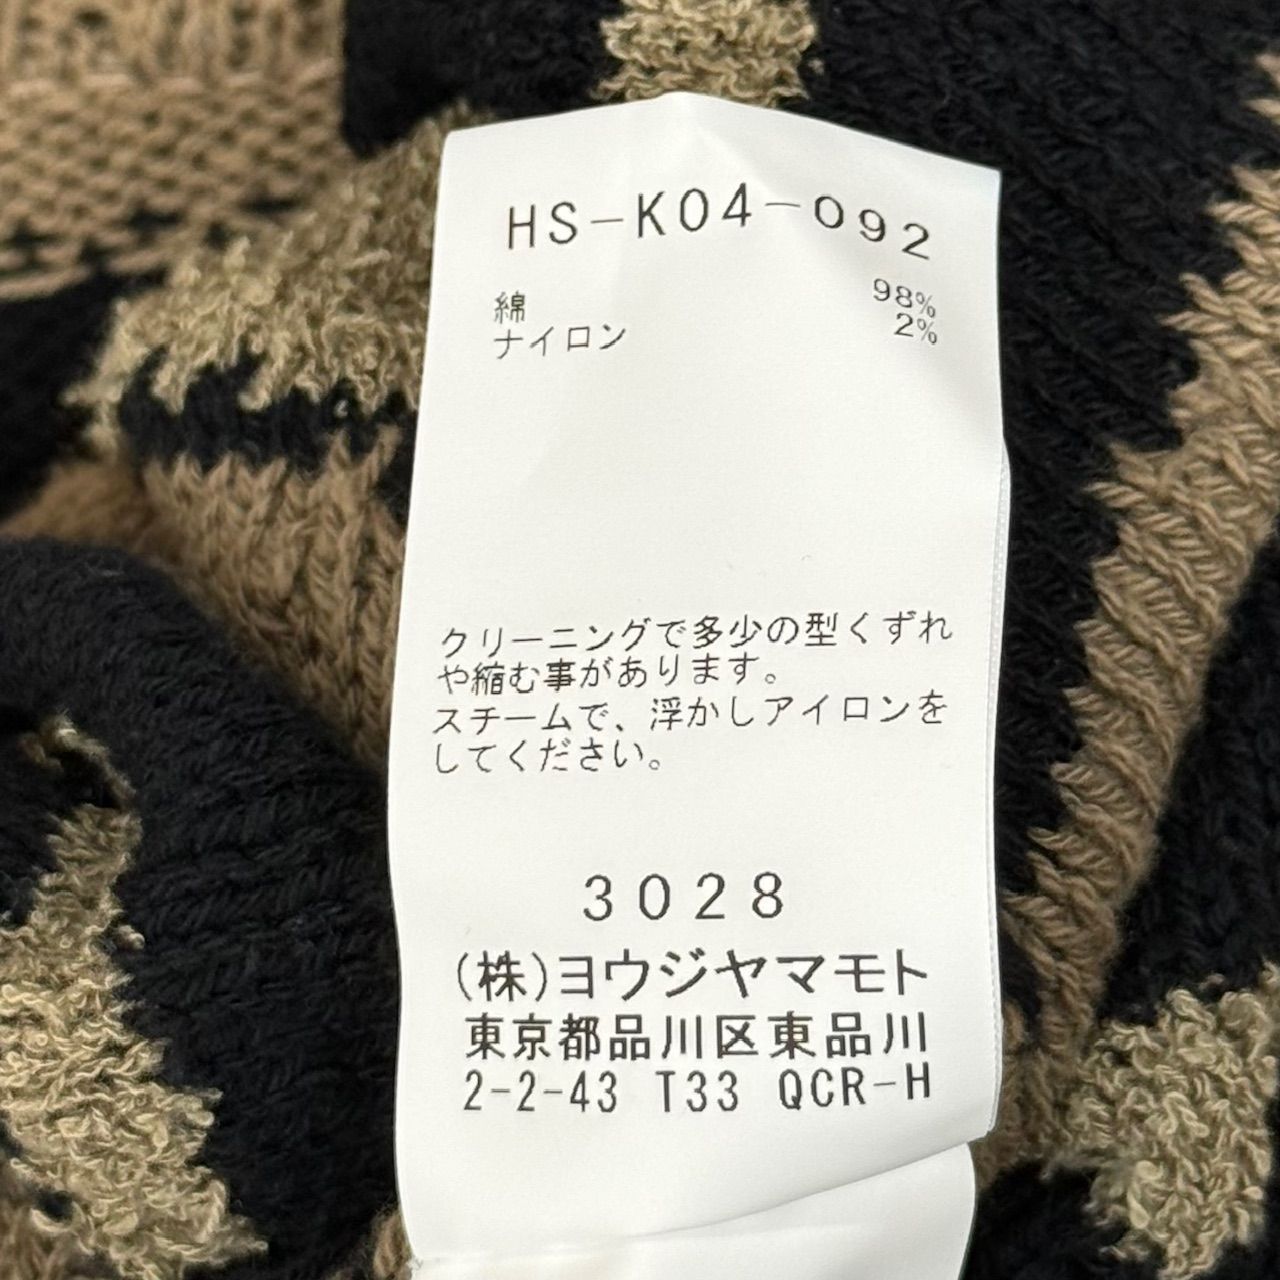 HS-K04-092
綿 98%
ナイロン 2%
クリーニングで多少の型くずれ
や縮む事があります。
スチームで、浮かしアイロンを
してください。
3028
(株)ヨウジヤマモト
東京都品川区東品川
2-2-43 T33 QCR-H